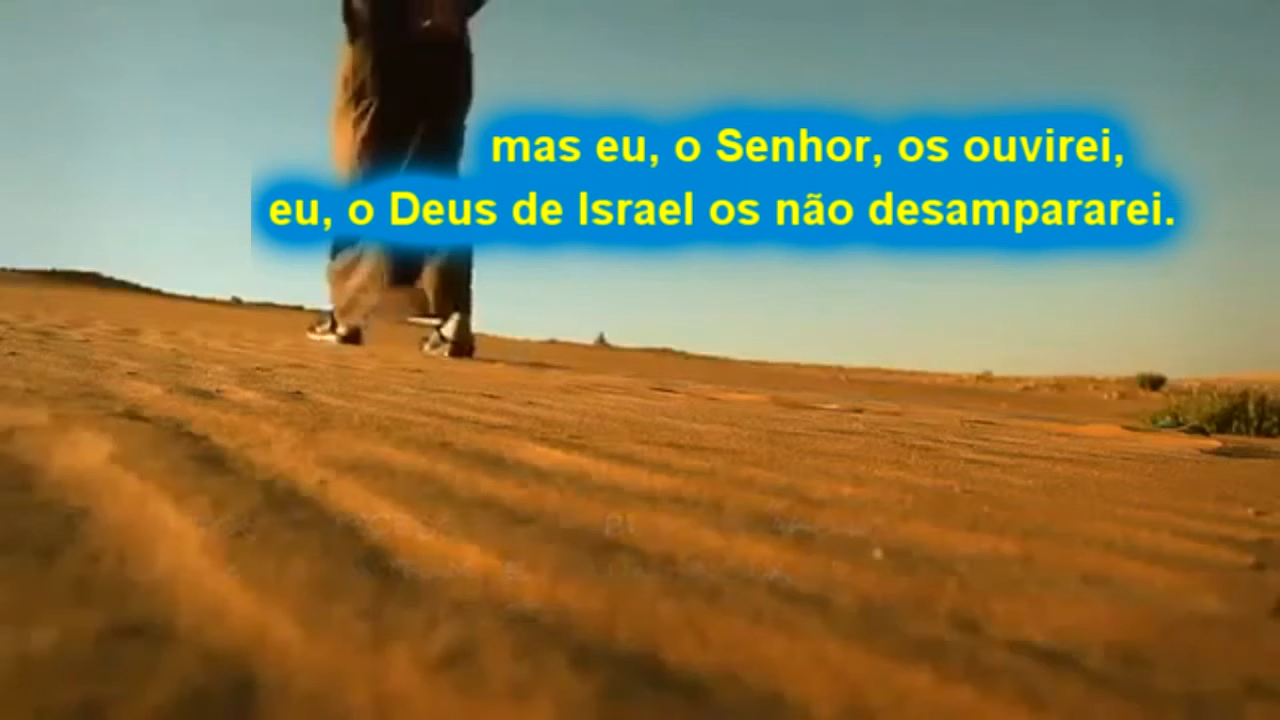 mas eu, o Senhor, os ouvirei,
eu, o Deus de Israel os não desampararei.